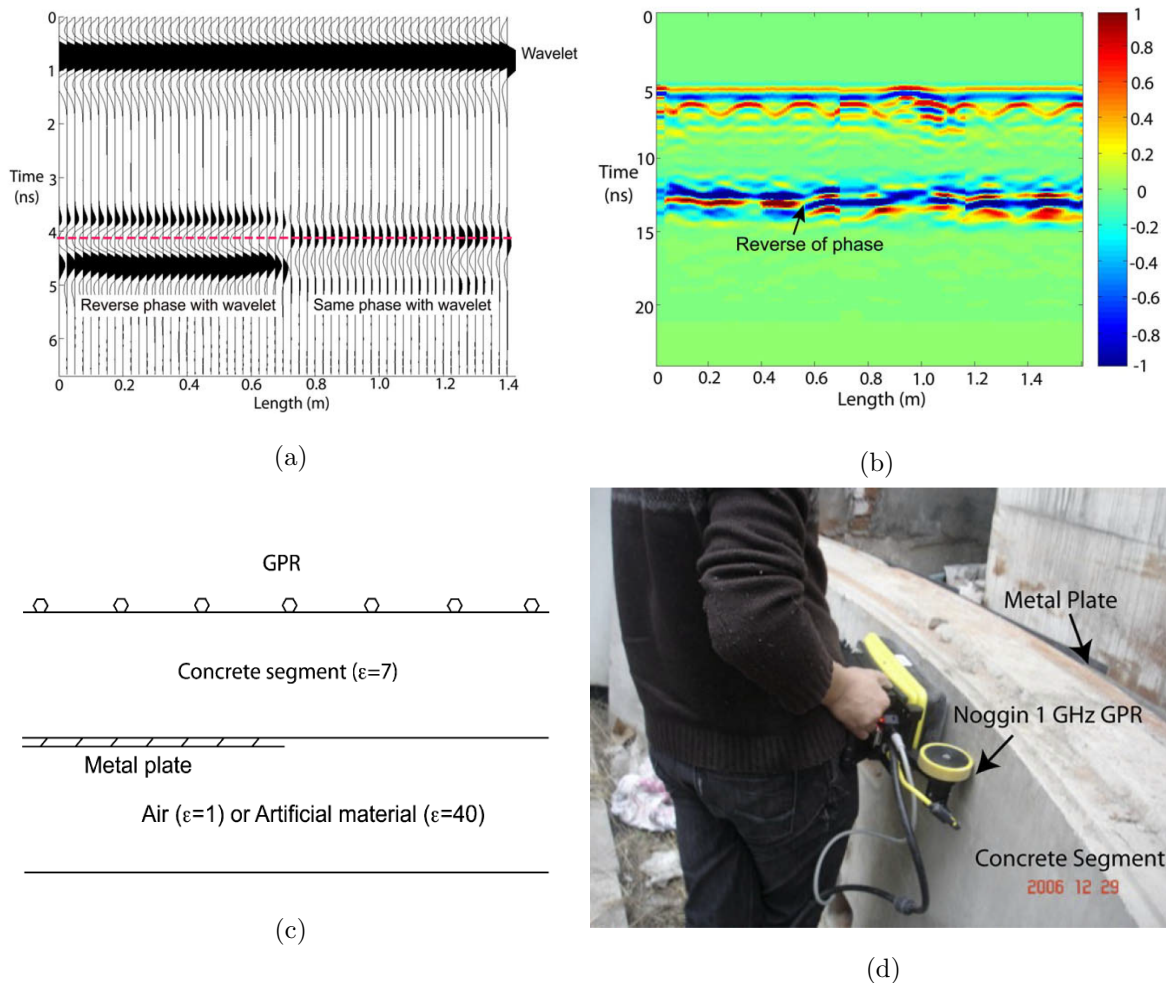 0
1
2
Time
3
(ns)
4
5
6
Wavelet
Reverse phase with wavelet
Same phase with wavelet
0
0.2
0.4
0.6
0.8
1.0
1.2
1.4
Length (m)
(a)
0
5
10
Time
(ns)
15
20
Reverse of phase
0
0.2
0.4
0.6
0.8
1.0
1.2
1.4
Length (m)
1
0.8
0.6
0.4
0.2
0
-0.2
-0.4
-0.6
-0.8
-1
(b)
GPR
Concrete segment (ε=7)
Metal plate
Air (ε=1) or Artificial material (ε=40)
(c)
Metal Plate
Noggin 1 GHz GPR
Concrete Segment
2006 12 29
(d)